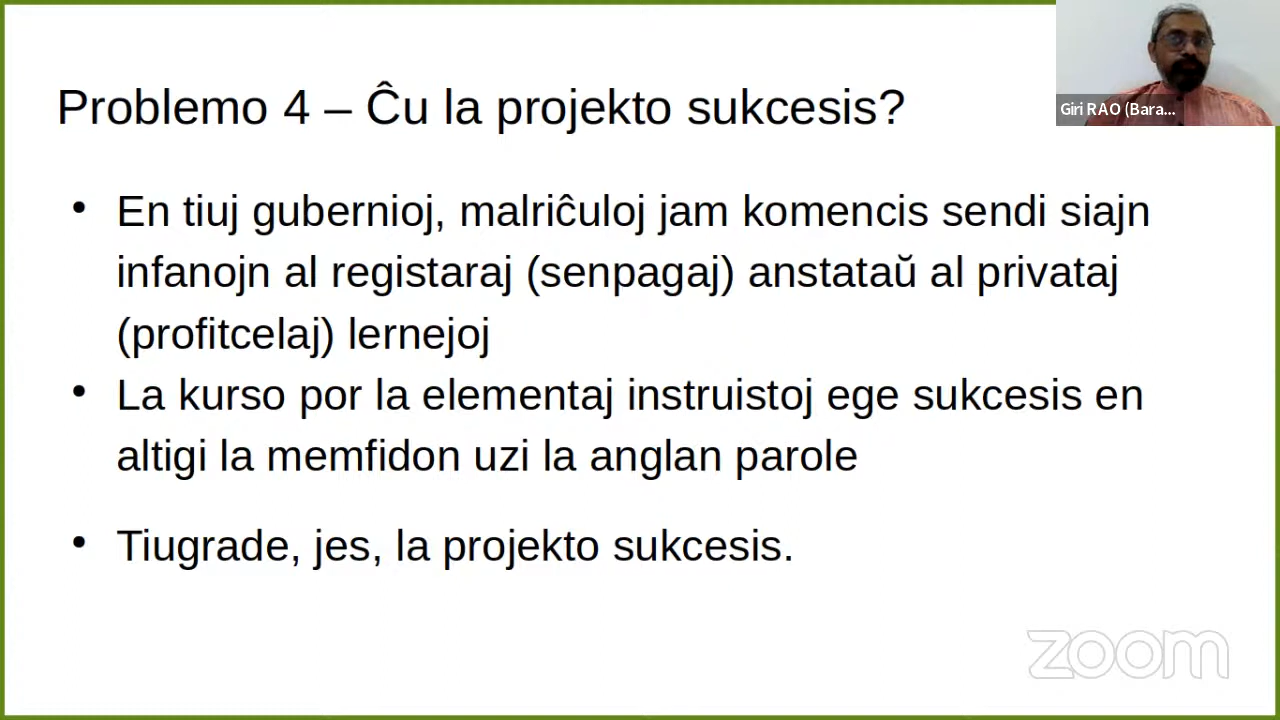 Problemo 4 – Ĉu la projekto sukcesis?
Giri RAO (Bara...
• En tiuj gubernioj, malriĉuloj jam komencis sendi siajn
infanojn al registaraj (senpagaj) anstataŭ al privataj
(profitcelaj) lernejoj
• La kurso por la elementaj instruistoj ege sukcesis en
altigi la memfidon uzi la anglan parole
• Tiugrade, jes, la projekto sukcesis.
zoom